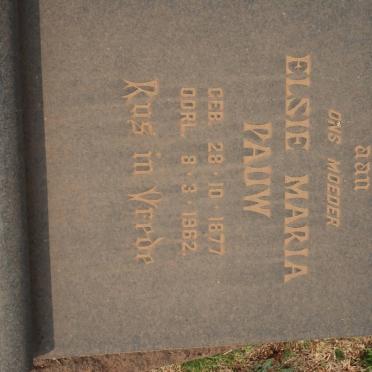 aan
ONS MOEDER
ELSIE MARIA
PAUW
GEB. 28·10·1877
OORL. 8·3·1962.
Rus in Vrede